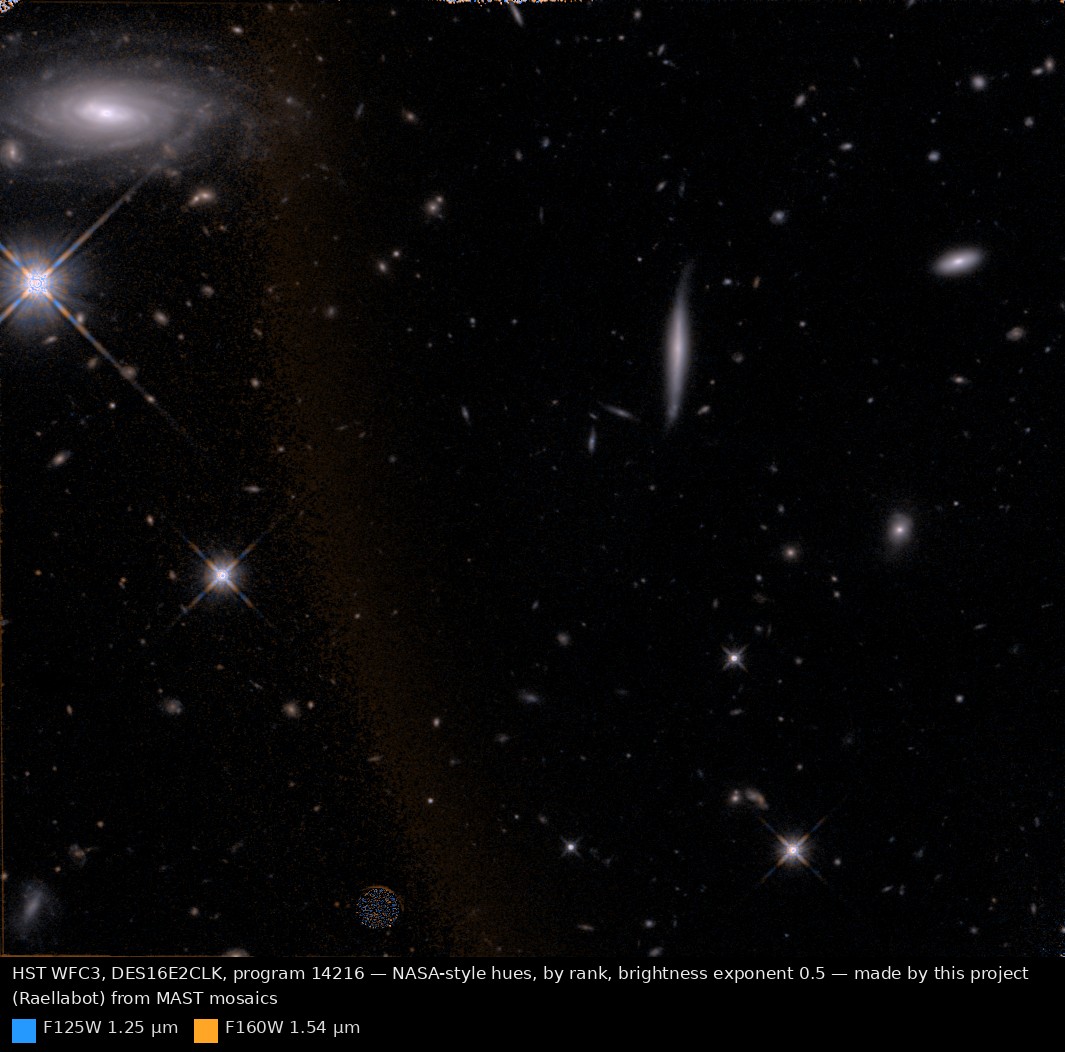 HST WFC3, DES16E2CLK, program 14216 — NASA-style hues, by rank, brightness exponent 0.5 — made by this project
(Raellabot) from MAST mosaics
F125W 1.25 µm F160W 1.54 µm